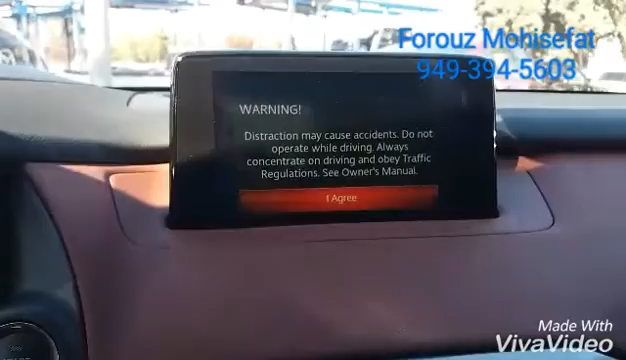 Forouz Mohisefat
949-394-5603
WARNING!
Distraction may cause accidents. Do not
operate while driving. Always
concentrate on driving and obey Traffic
Regulations. See Owner's Manual.
I Agree
Made With
VivaVideo